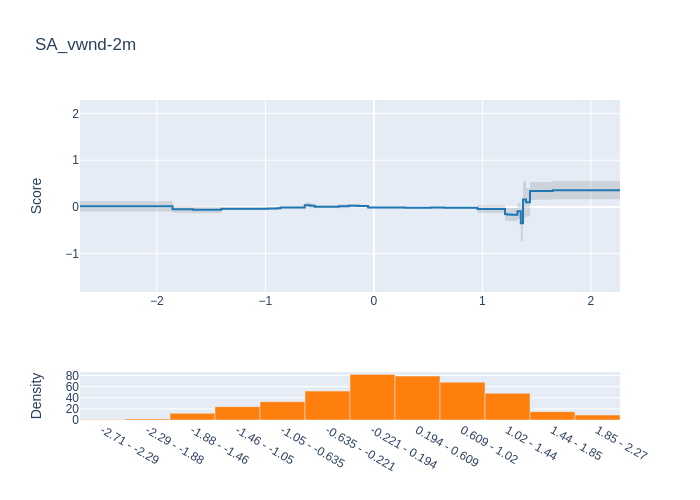 SA_vwnd-2m
2
1
0
−1
Score
−2
−1
0
1
2
80
60
40
20
0
Density
-2.71 - -2.29
-2.29 - -1.88
-1.88 - -1.46
-1.46 - -1.05
-1.05 - -0.635
-0.635 - -0.221
-0.221 - 0.194
0.194 - 0.609
0.609 - 1.02
1.02 - 1.44
1.44 - 1.85
1.85 - 2.27